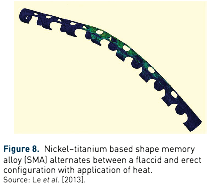 Figure 8. Nickel–titanium based shape memory
alloy (SMA) alternates between a flaccid and erect
configuration with application of heat.
Source: Le et al. (2013).